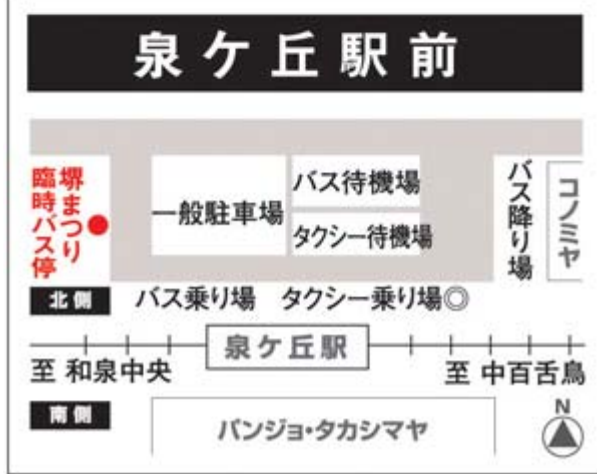 泉ケ丘駅前
堺まつり
臨時バス停
一般駐車場
バス待機場
タクシー待機場
バス降り場
コノミヤ
北側
バス乗り場
タクシー乗り場◎
泉ケ丘駅
至 和泉中央
至 中百舌鳥
南側
パンジョ・タカシマヤ
N